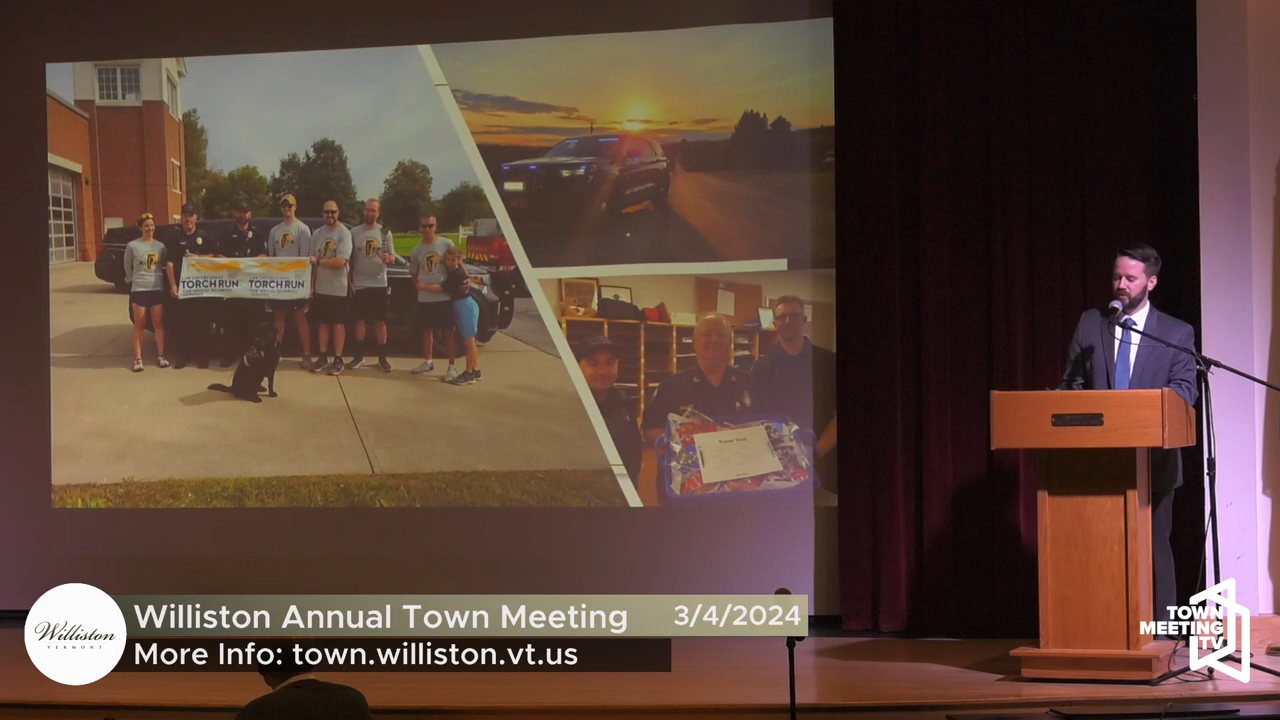 TORCH RUN
TORCH RUN
Thank You!
Williston
VERMONT
Williston Annual Town Meeting 3/4/2024
More Info: town.williston.vt.us
TOWN
MEETING
TV